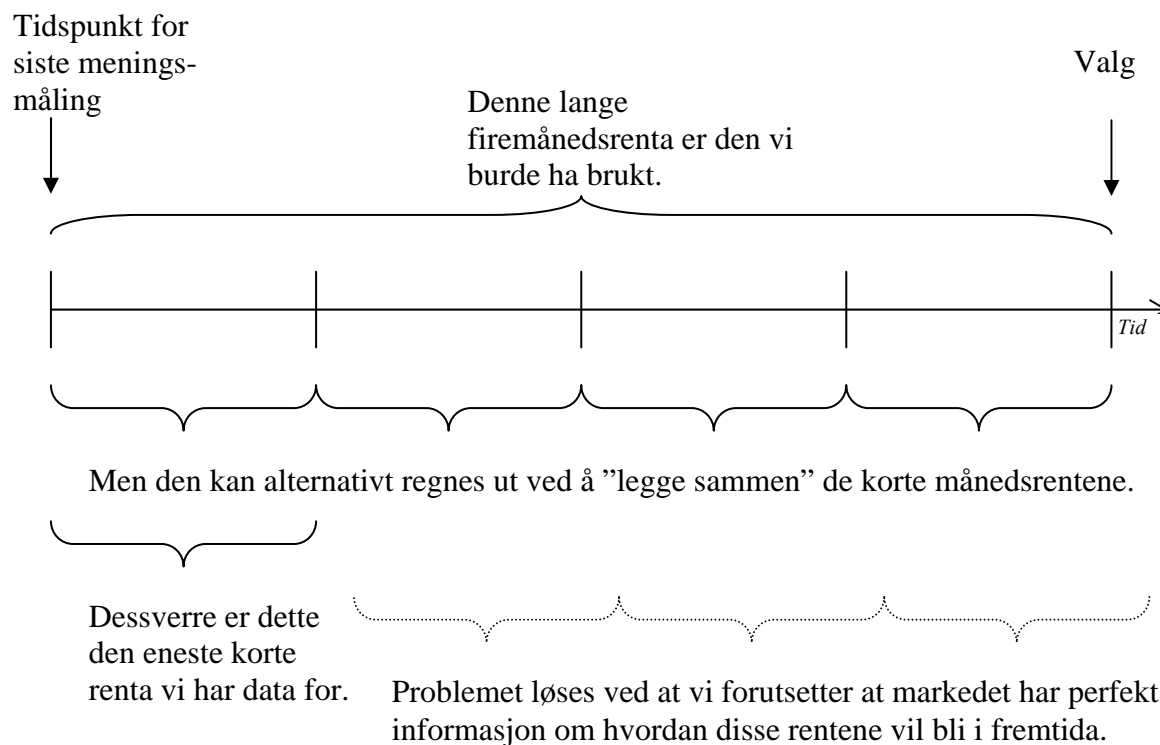 Tidspunkt for
siste menings-
måling
Valg
Denne lange
firemånedsrenta er den vi
burde ha brukt.
Tid
Men den kan alternativt regnes ut ved å ”legge sammen” de korte månedsrentene.
Dessverre er dette
den eneste korte
renta vi har data for.
Problemet løses ved at vi forutsetter at markedet har perfekt
informasjon om hvordan disse rentene vil bli i fremtida.